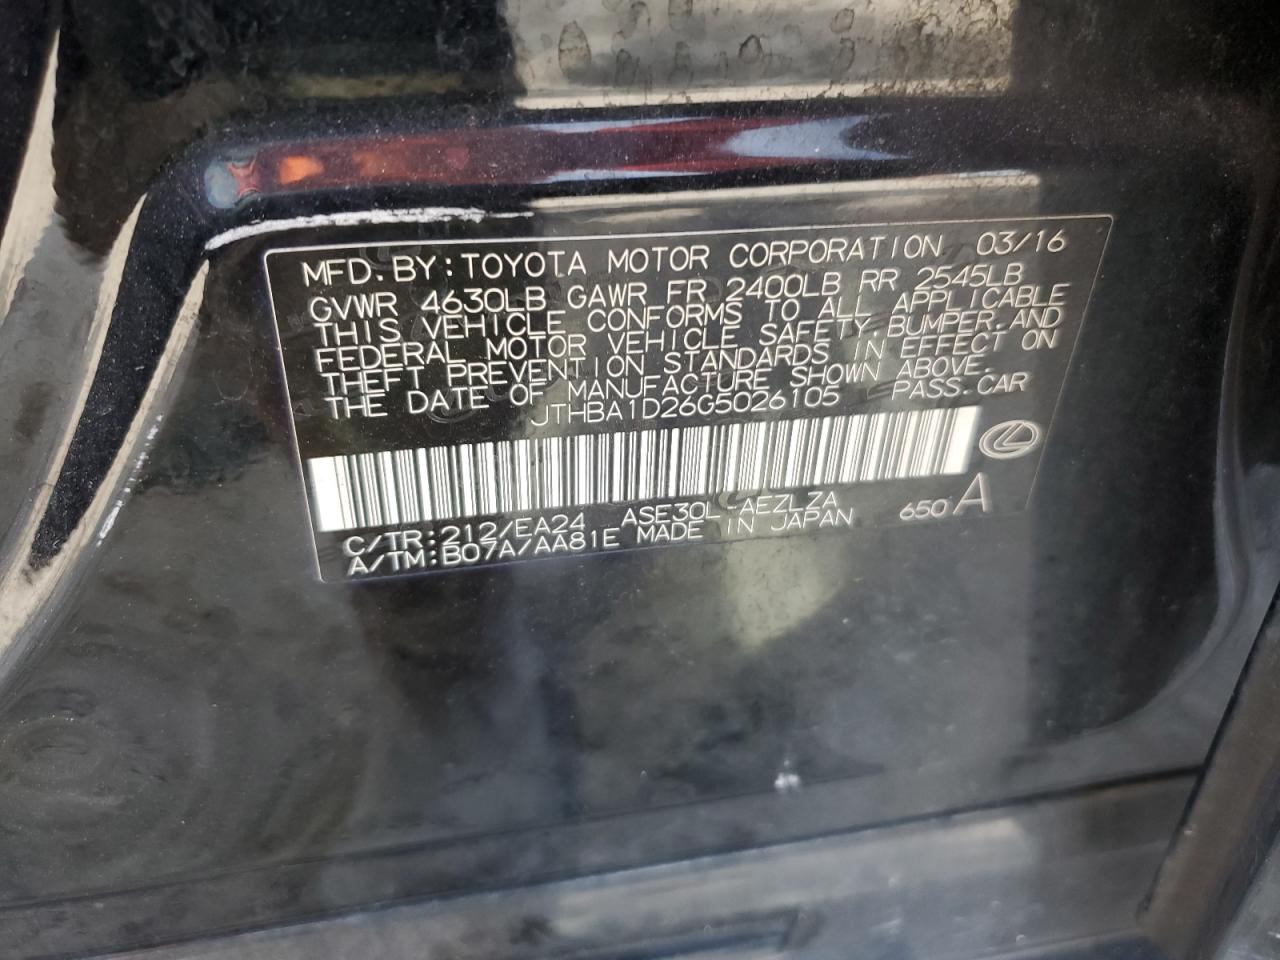 MFD. BY: TOYOTA MOTOR CORPORATION 03/16
GVWR 4630LB GAWR FR 2400LB RR 2545LB
THIS VEHICLE CONFORMS TO ALL APPLICABLE
FEDERAL MOTOR VEHICLE SAFETY, BUMPER, AND
THEFT PREVENTION STANDARDS IN EFFECT ON
THE DATE OF MANUFACTURE SHOWN ABOVE.
JTHBA1D26G5026105 PASS. CAR
C/TR: 212/EA24 ASE30L-AEZLZA 650 A
A/TM: B07A/AA81E MADE IN JAPAN